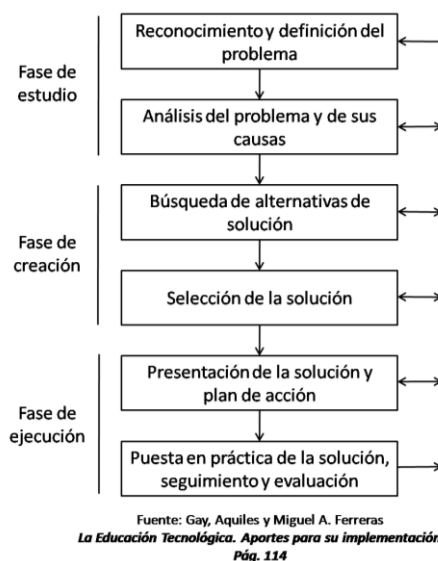 Reconocimiento y definición del
problema
Fase de
estudio
Análisis del problema y de sus
causas
Búsqueda de alternativas de
solución
Fase de
creación
Selección de la solución
Presentación de la solución y
plan de acción
Fase de
ejecución
Puesta en práctica de la solución,
seguimiento y evaluación
Fuente: Gay, Aquiles y Miguel A. Ferreras
La Educación Tecnológica. Aportes para su implementación
Pág. 114